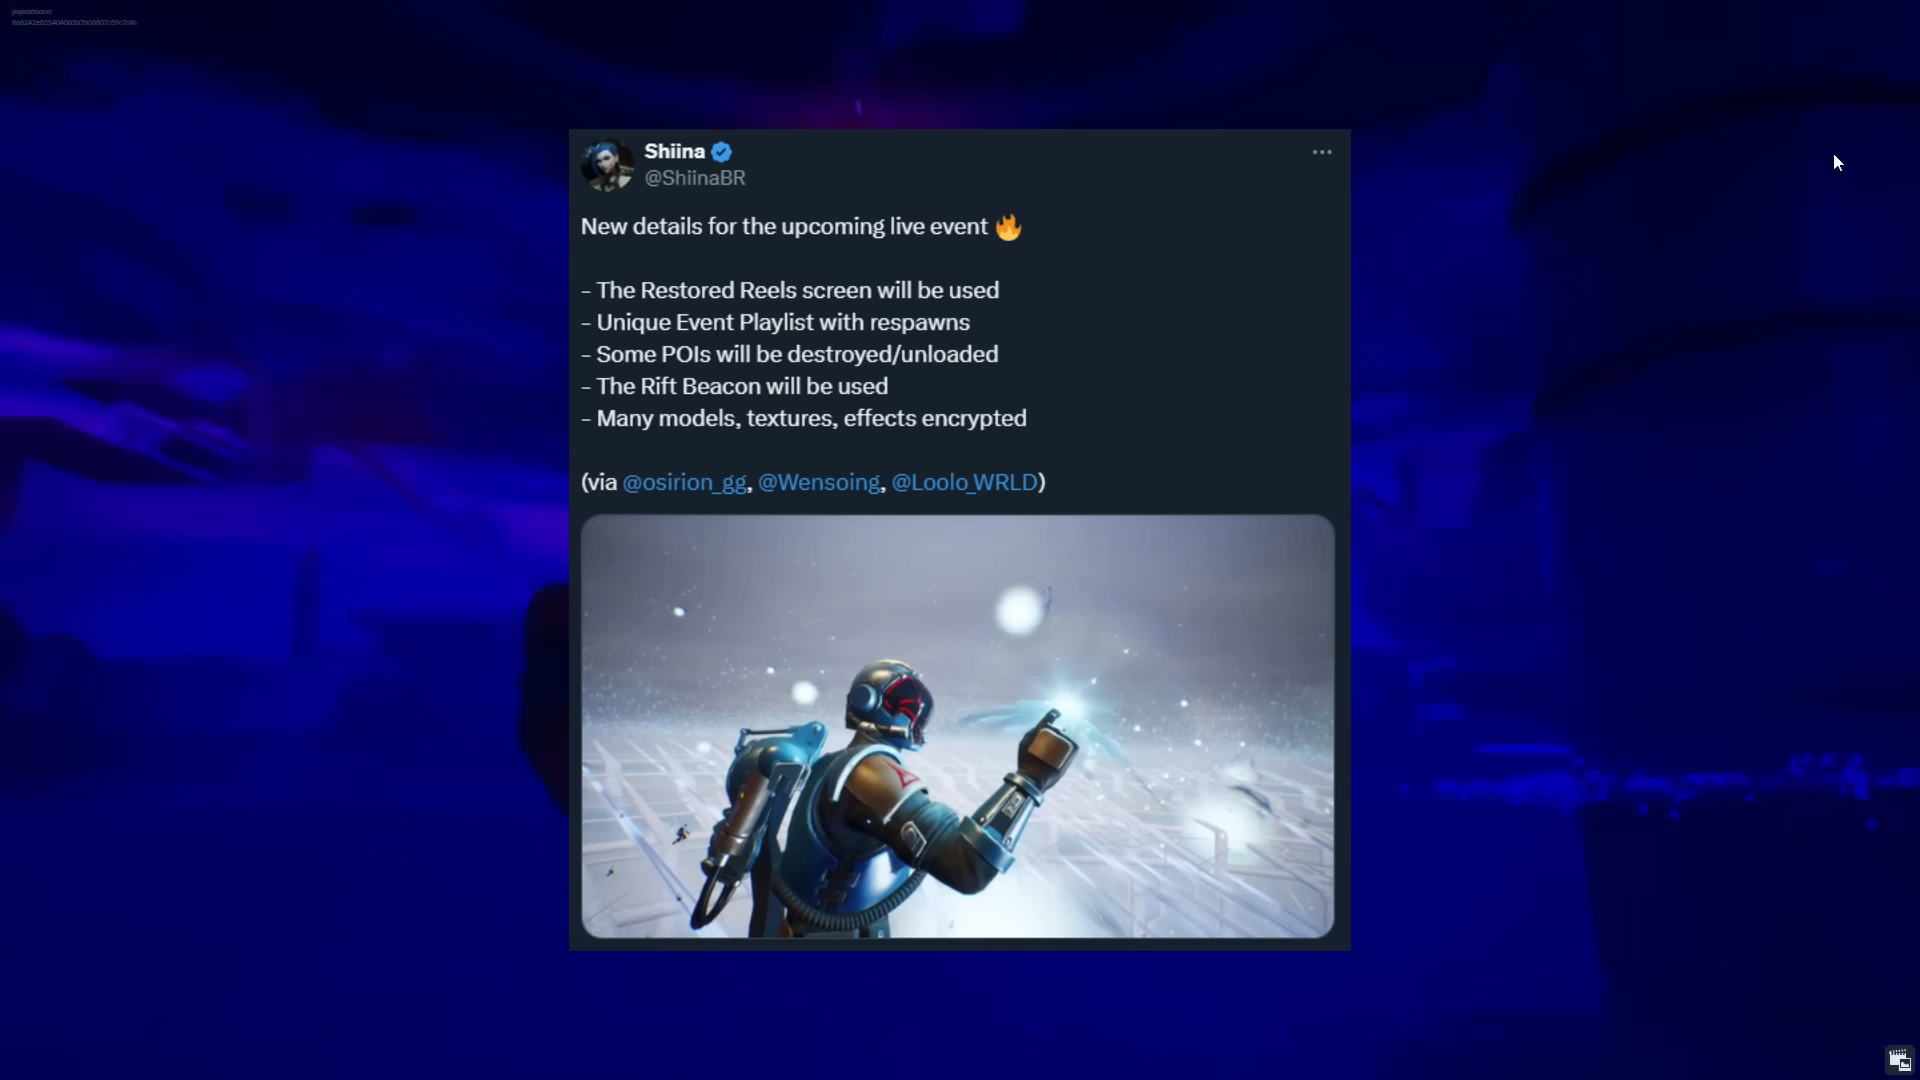 Shiina
@ShiinaBR
New details for the upcoming live event 🔥
- The Restored Reels screen will be used
- Unique Event Playlist with respawns
- Some POIs will be destroyed/unloaded
- The Rift Beacon will be used
- Many models, textures, effects encrypted
(via @osirion_gg, @Wensoing, @Loolo_WRLD)